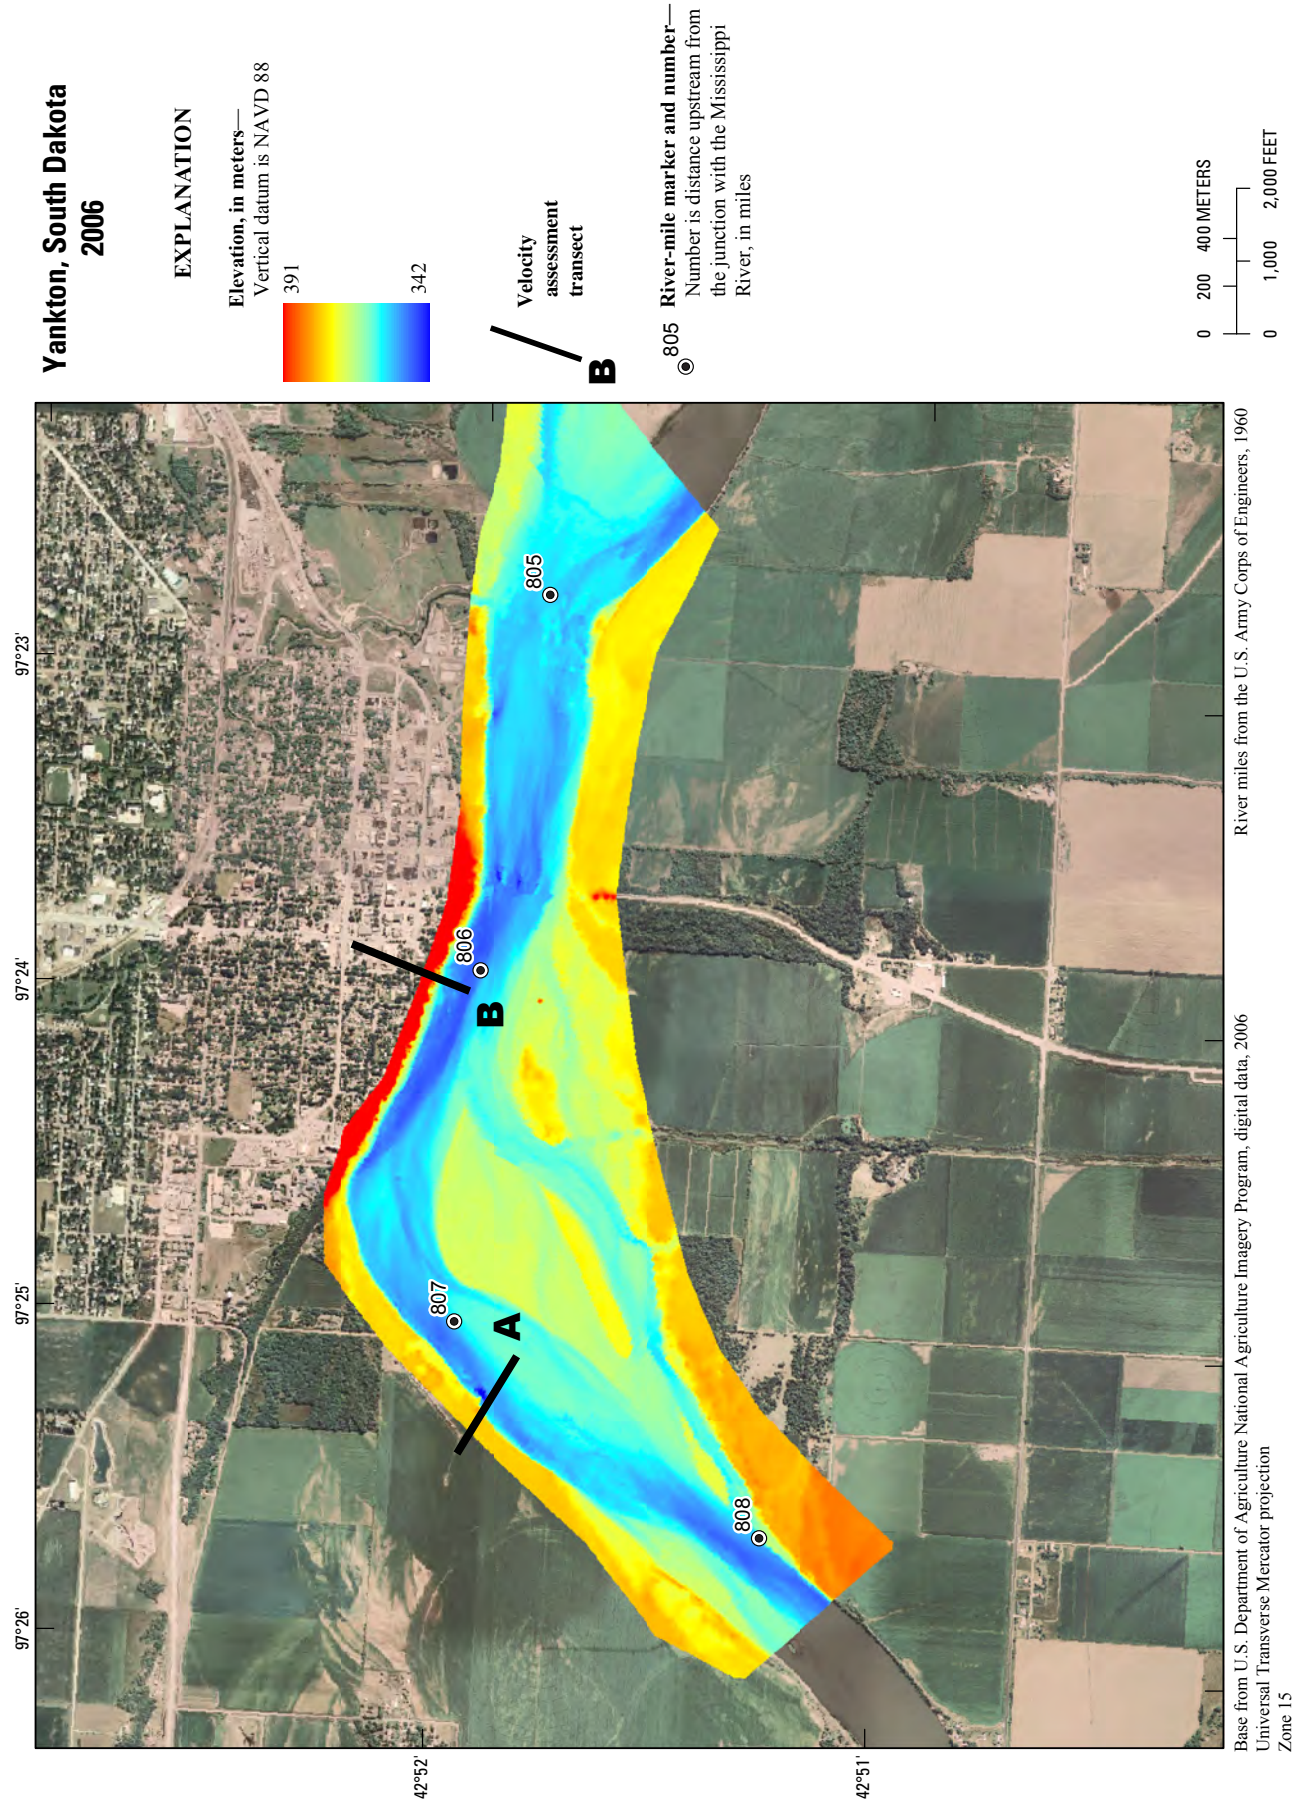 Yankton, South Dakota
2006
EXPLANATION
Elevation, in meters—
Vertical datum is NAVD 88
391
342
Velocity
assessment
transect
B
805
River-mile marker and number—
Number is distance upstream from
the junction with the Mississippi
River, in miles
0 200 400 METERS
0 1,000 2,000 FEET
97°26' 97°25' 97°24' 97°23'
42°52'
42°51'
808
A
807
B
806
805
Base from U.S. Department of Agriculture National Agriculture Imagery Program, digital data, 2006
Universal Transverse Mercator projection
Zone 15
River miles from the U.S. Army Corps of Engineers, 1960